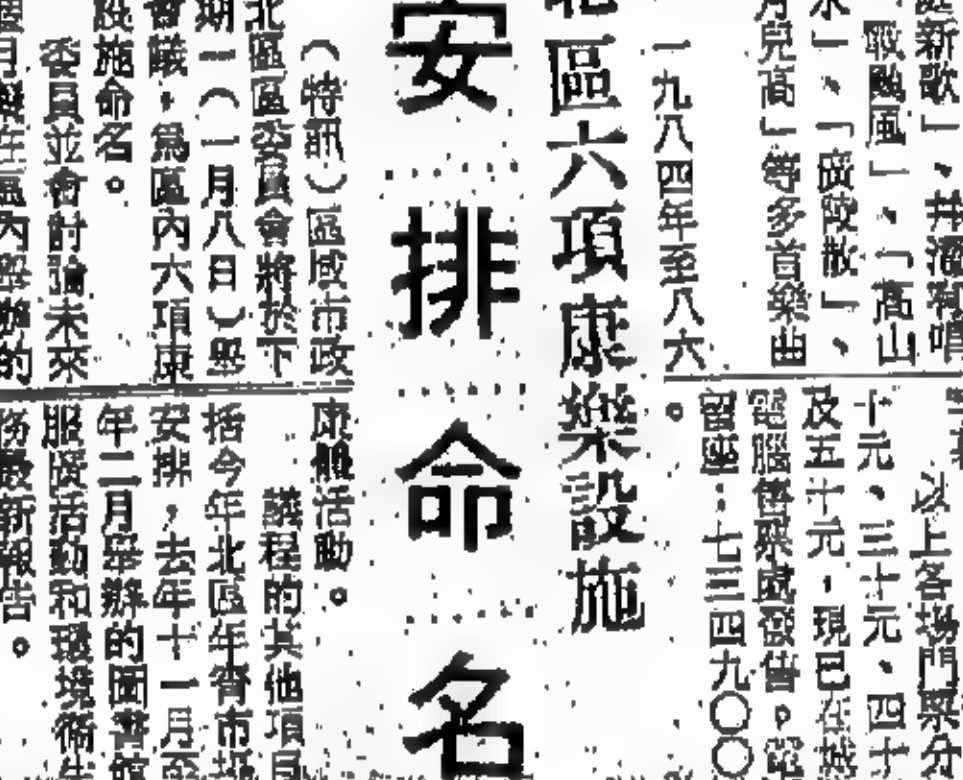 新歌」、
颱風」、「高山
」、「廣陵散」、
月兒高」等多首樂曲
一九八四年至八六
。
以上各場門票分
十元、三十元、四十
及五十元,現已在城
電腦售票處發售。
留座:七三四九〇〇
北區六項康樂設施
安排命名
(特訊)區域市政
北區區委員會將於下
期一(一月八日)舉
會議,為區內六項康
設施命名。
委員並會討論未來
月
在區內舉辦的
康體活動。
議程的其他項目
括今年北區年宵市場
安排,去年十一月至
年二月舉辦的圖書館
服務活動和環境衞生
務最新報告。